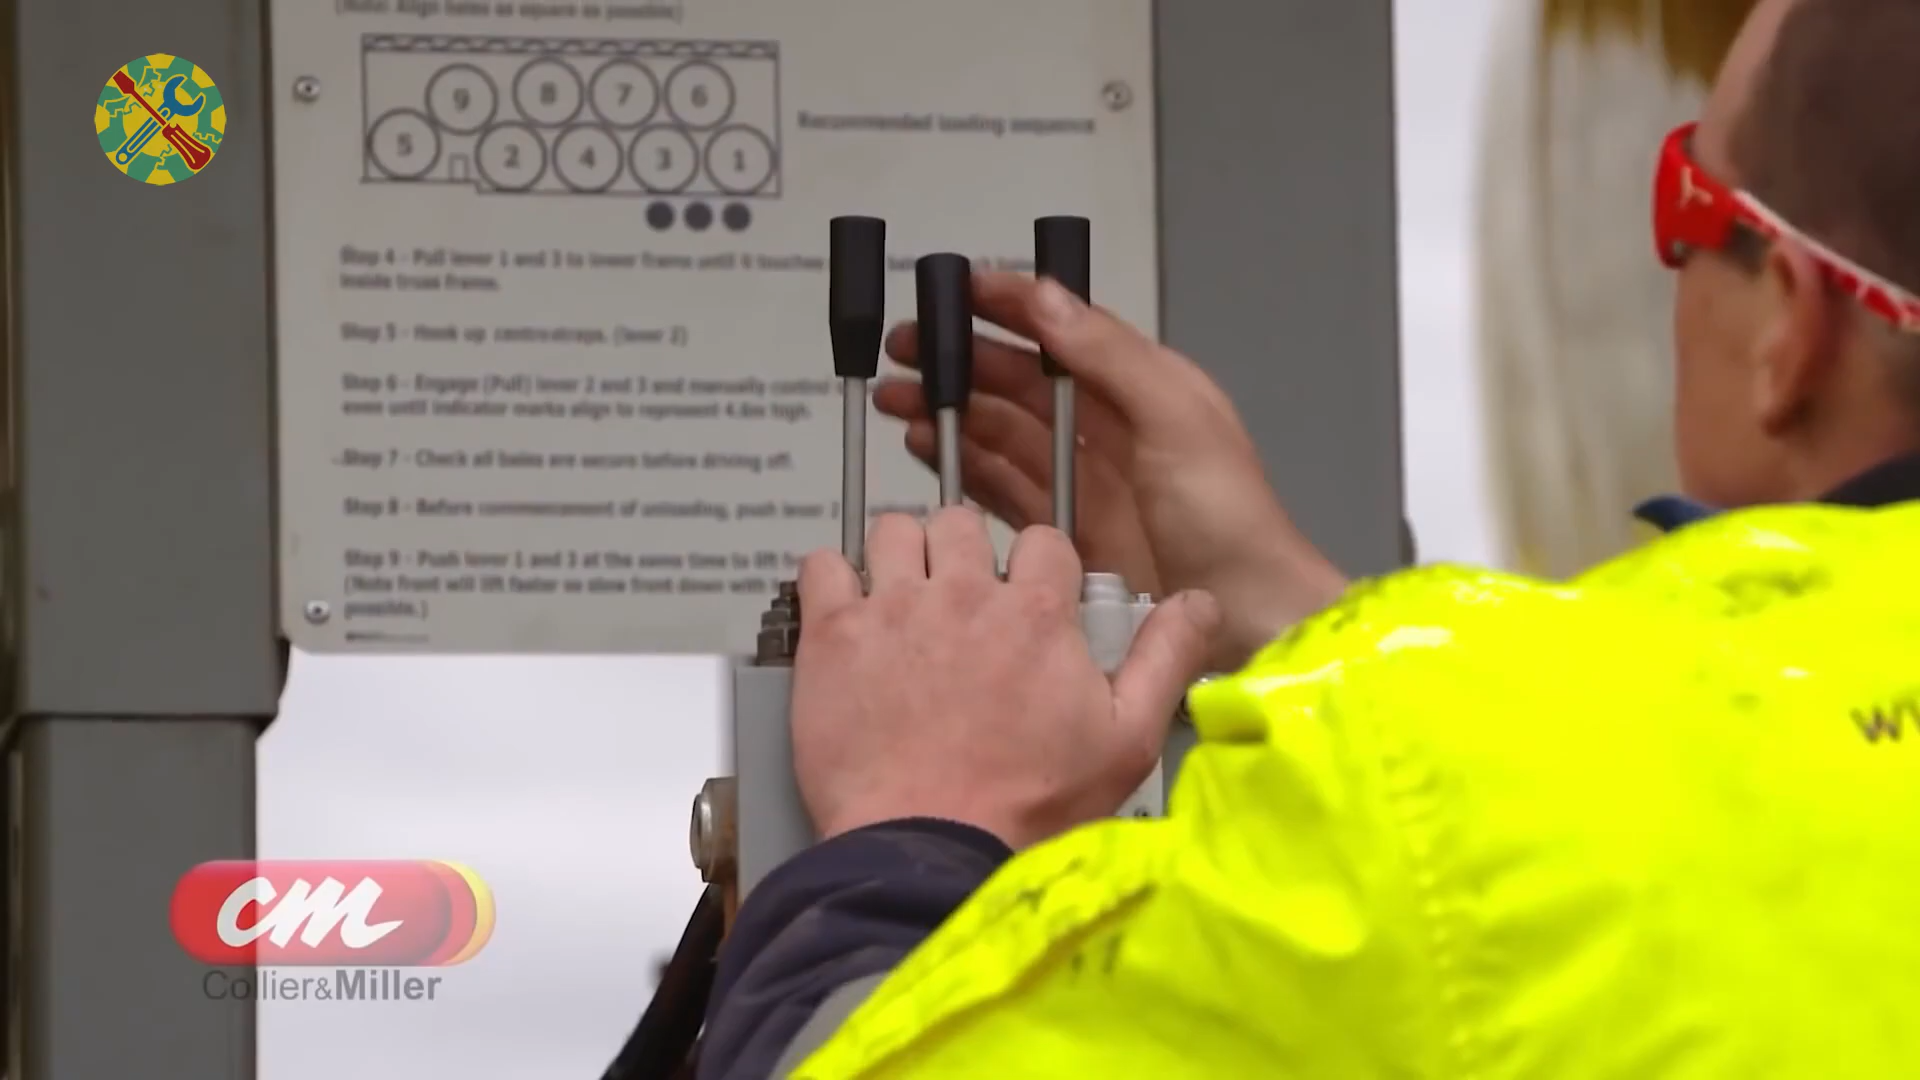 (Note: Align bales as square as possible)
9 8 7 6
5 2 4 3 1
Recommended loading sequence
Step 4 - Pull lever 1 and 3 to lower frame until it touches
inside truss frame.
Step 5 - Hook up centre straps. (lever 2)
Step 6 - Engage (Pull) lever 2 and 3 and manually control
even until indicator marks align to represent 4.6m high.
Step 7 - Check all bales are secure before driving off.
Step 8 - Before commencement of unloading, push lever 2
Step 9 - Push lever 1 and 3 at the same time to lift
(Note front will lift faster so slow front down with
possible.)
cm
Collier&Miller